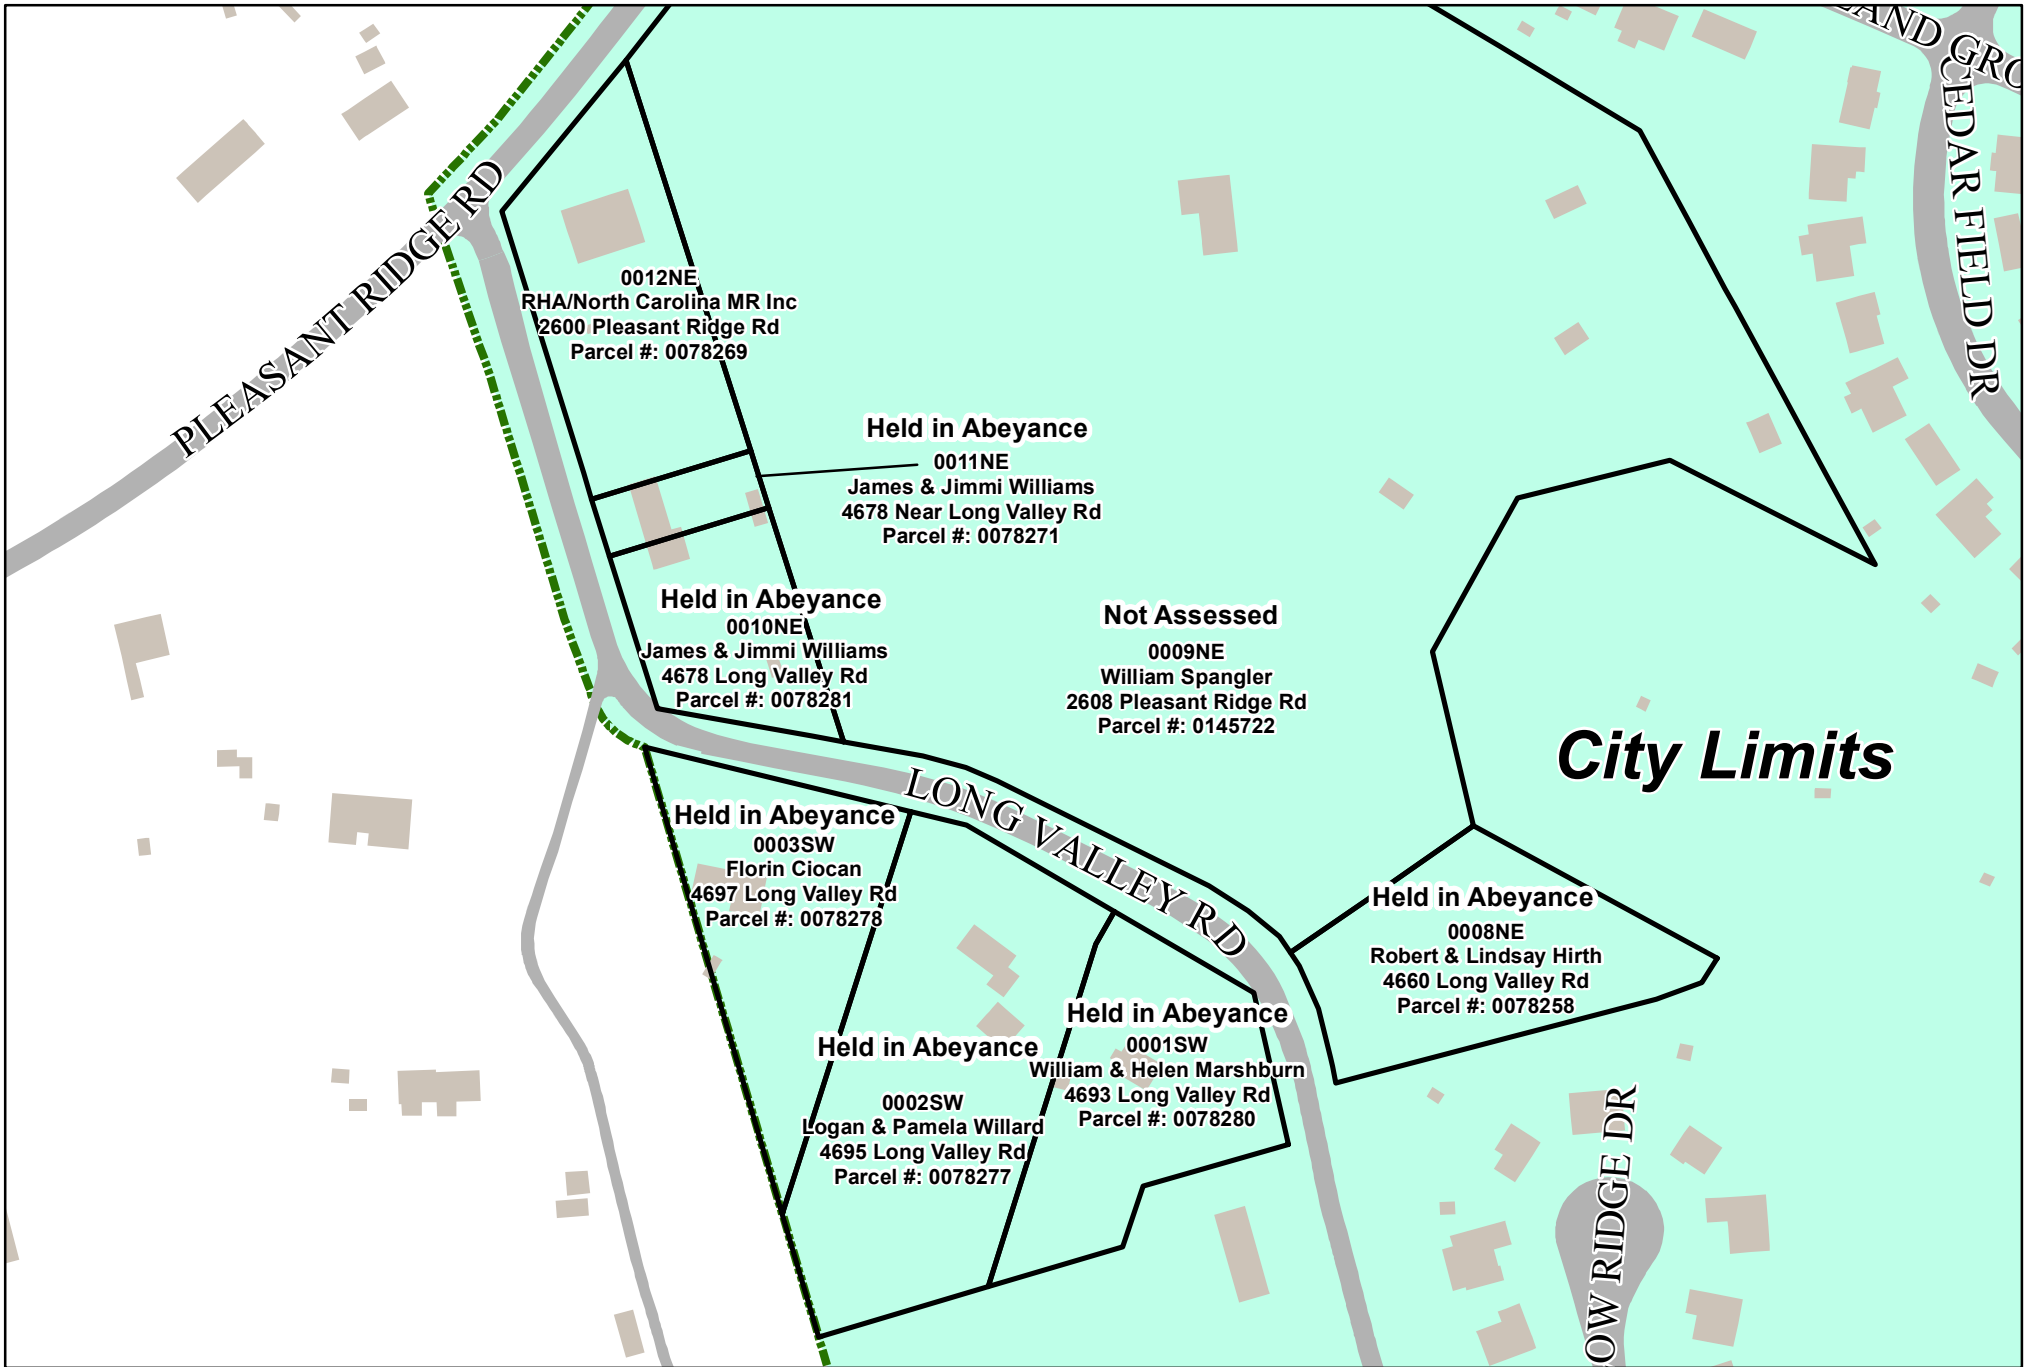 LAND GRO
CEDAR FIELD DR
PLEASANT RIDGE RD
0012NE
RHA/North Carolina MR Inc
2600 Pleasant Ridge Rd
Parcel #: 0078269
Held in Abeyance
0011NE
James & Jimmi Williams
4678 Near Long Valley Rd
Parcel #: 0078271
Held in Abeyance
0010NE
James & Jimmi Williams
4678 Long Valley Rd
Parcel #: 0078281
Not Assessed
0009NE
William Spangler
2608 Pleasant Ridge Rd
Parcel #: 0145722
City Limits
LONG VALLEY RD
Held in Abeyance
0003SW
Florin Ciocan
4697 Long Valley Rd
Parcel #: 0078278
Held in Abeyance
0008NE
Robert & Lindsay Hirth
4660 Long Valley Rd
Parcel #: 0078258
Held in Abeyance
0002SW
Logan & Pamela Willard
4695 Long Valley Rd
Parcel #: 0078277
Held in Abeyance
0001SW
William & Helen Marshburn
4693 Long Valley Rd
Parcel #: 0078280
OW RIDGE DR